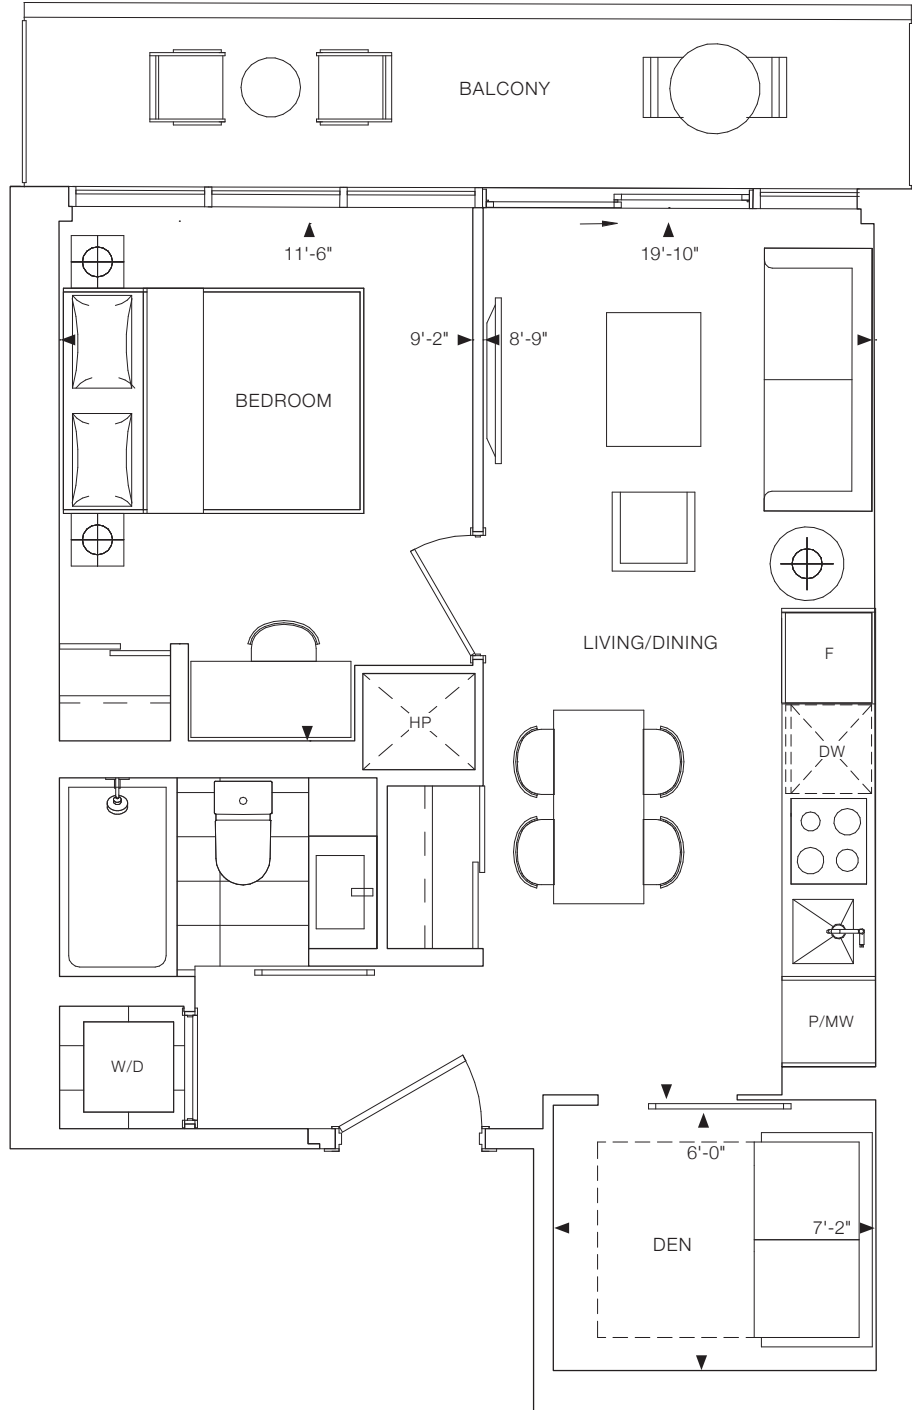 BALCONY
11'-6"
19'-10"
9'-2"
8'-9"
BEDROOM
LIVING/DINING
F
HP
DW
P/MW
W/D
6'-0"
7'-2"
DEN